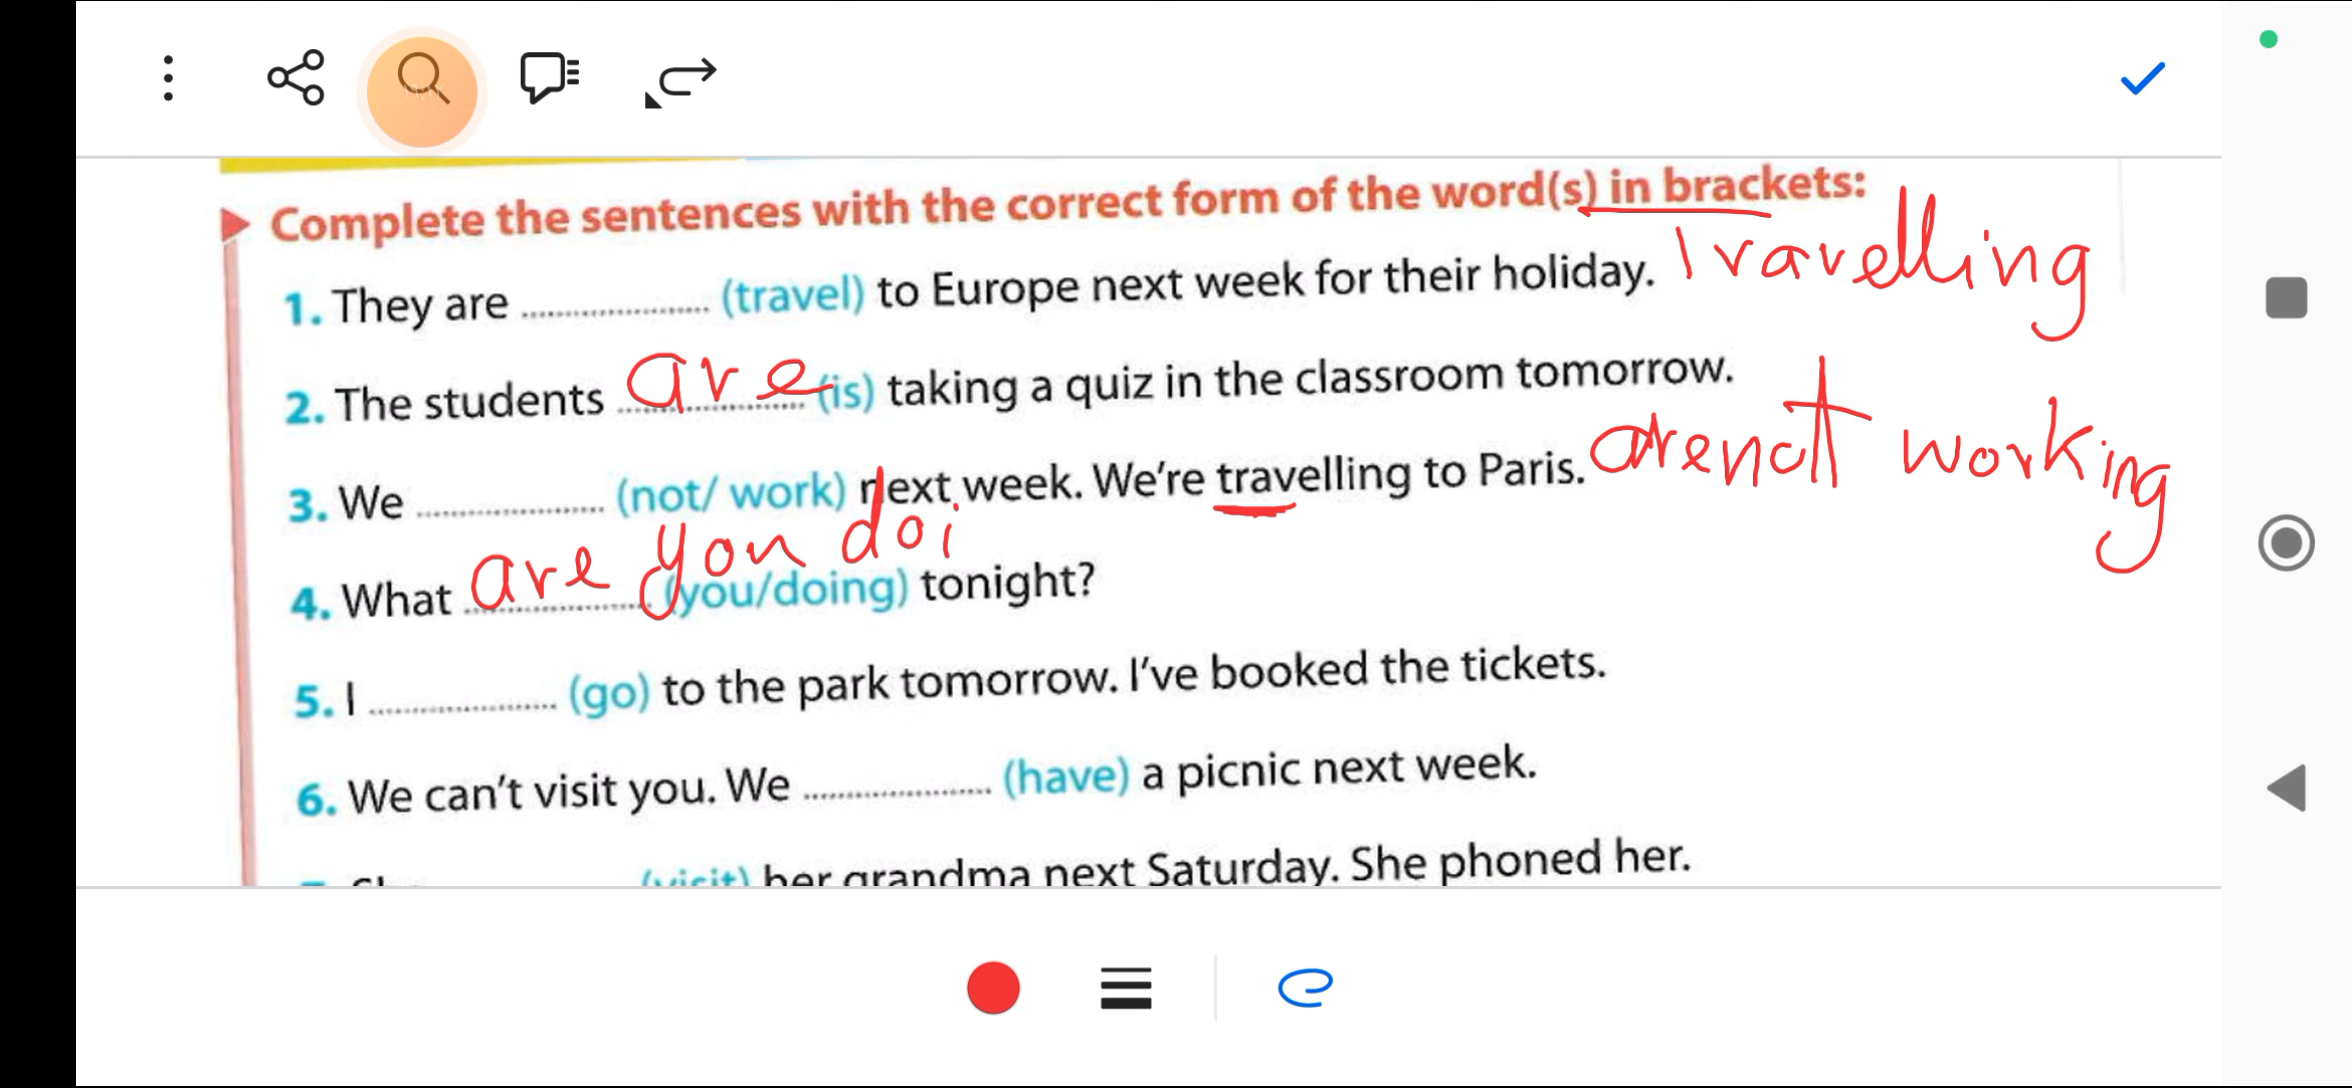 Complete the sentences with the correct form of the word(s) in brackets:
1. They are .................... (travel) to Europe next week for their holiday. Travelling
2. The students are (is) taking a quiz in the classroom tomorrow.
3. We .................... (not/ work) next week. We're travelling to Paris. arenot working
4. What are you doi (you/doing) tonight?
5. I .................... (go) to the park tomorrow. I've booked the tickets.
6. We can't visit you. We .................... (have) a picnic next week.
(visit) her grandma next Saturday. She phoned her.